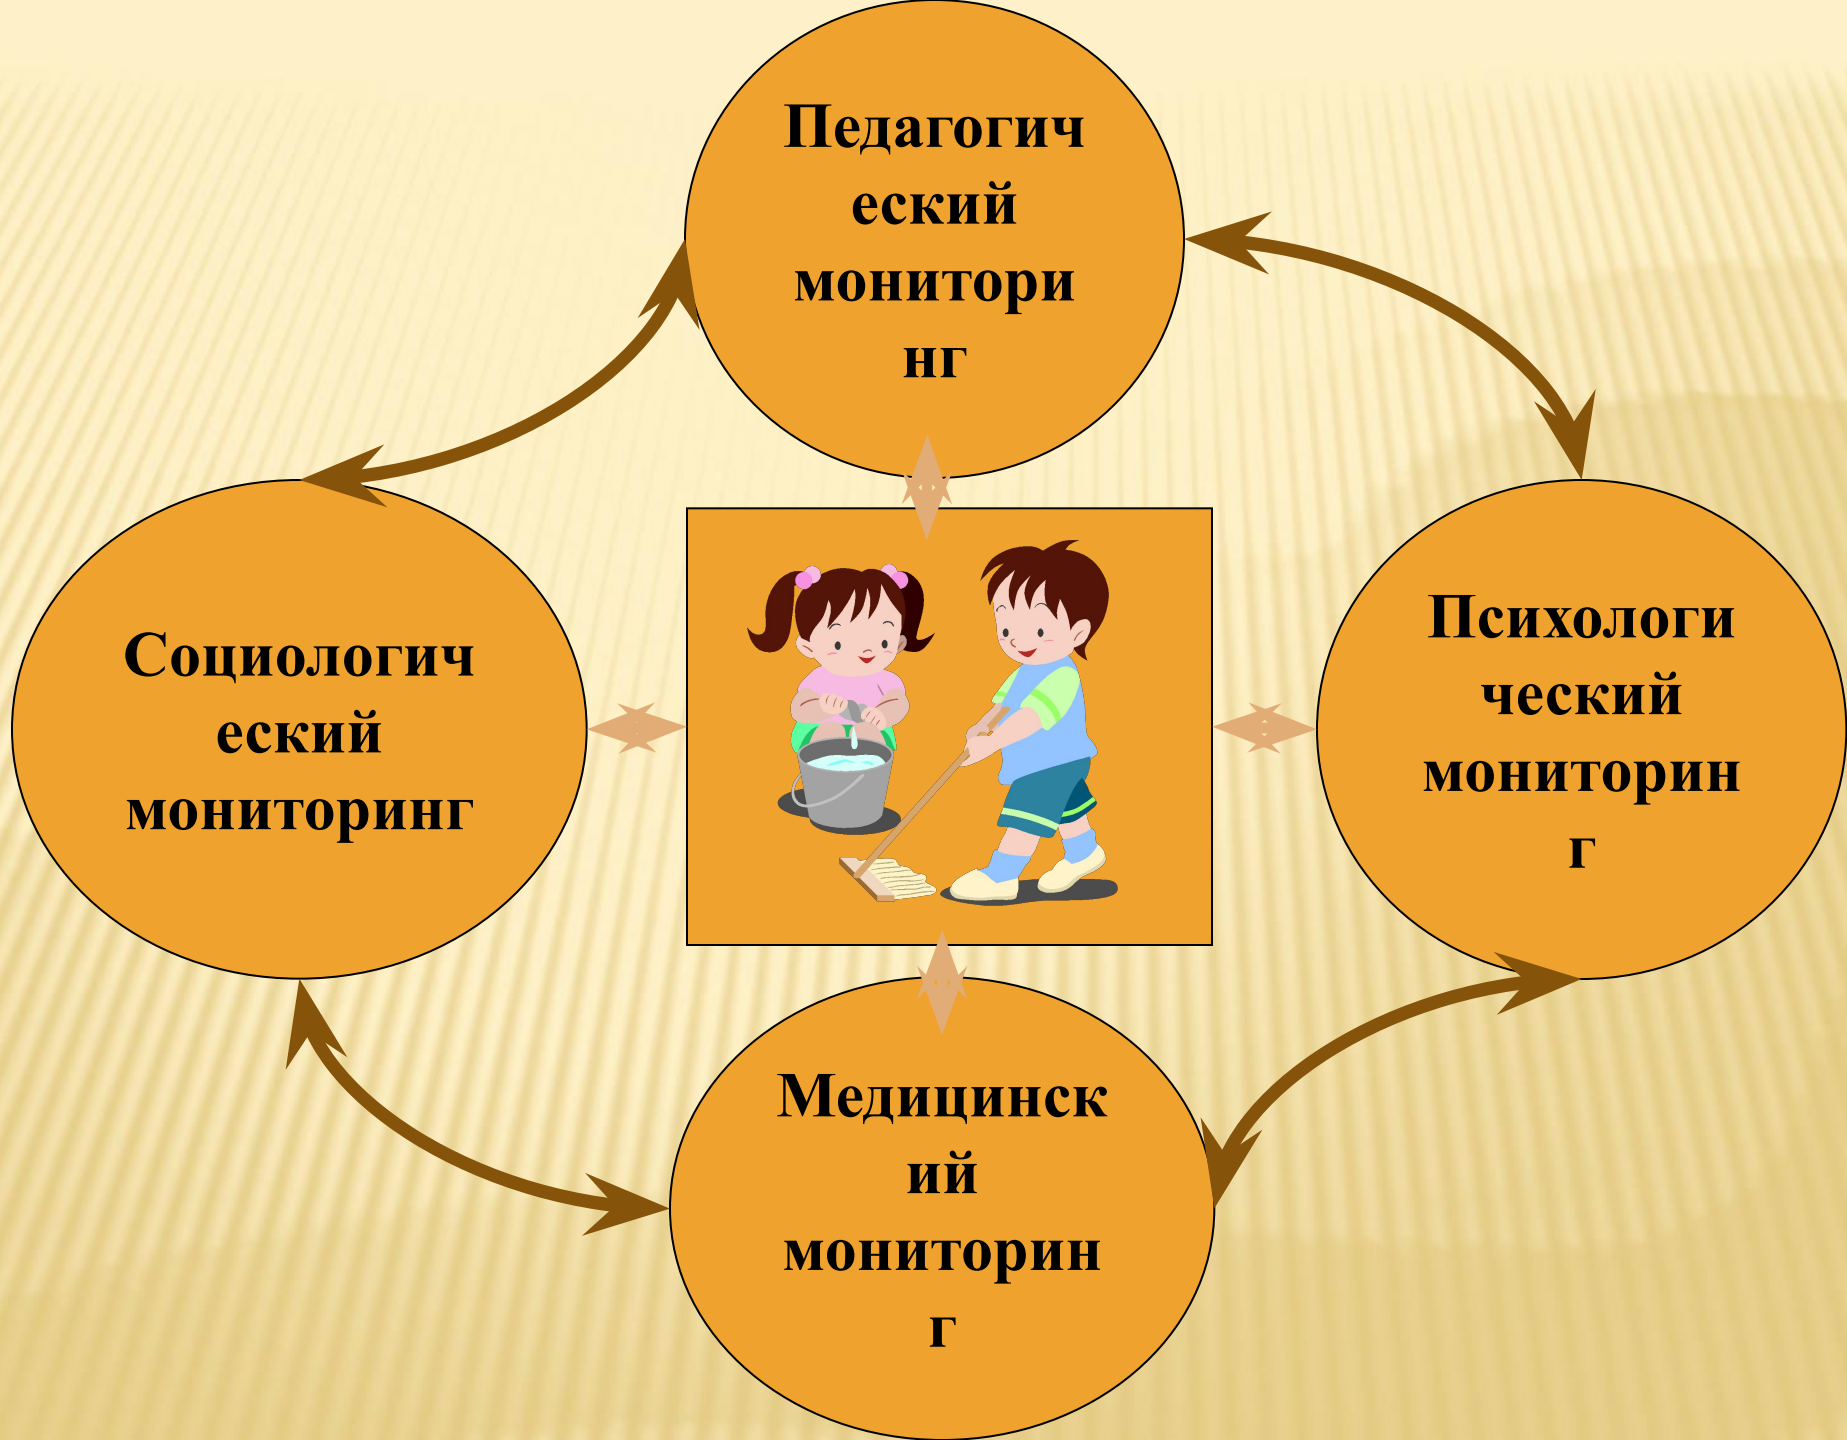 Педагогич
еский
монитори
нг
Социологич
еский
мониторинг
Психологи
ческий
мониторин
г
Медицинск
ий
мониторин
г